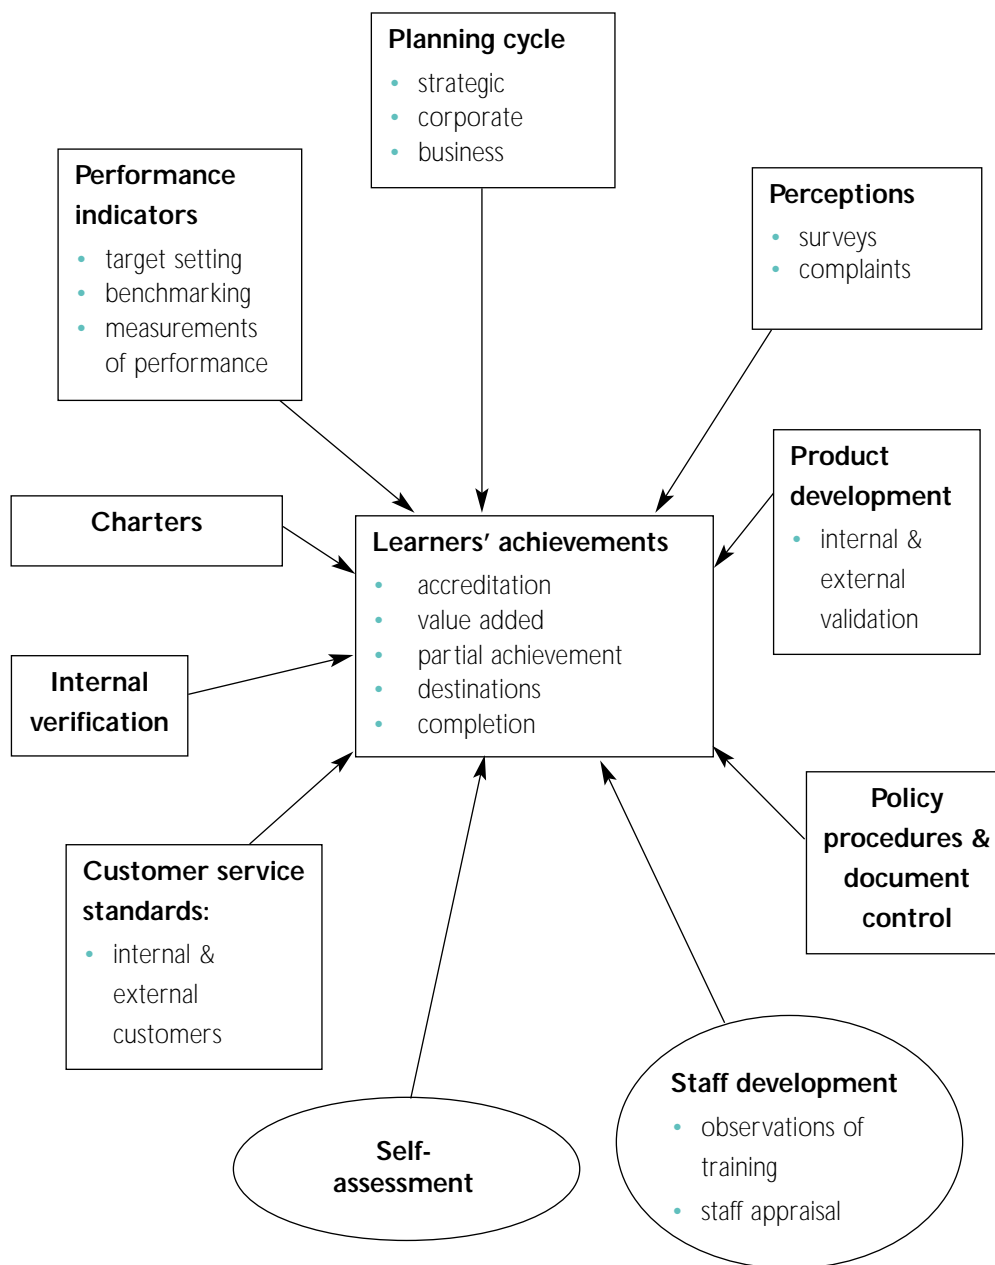 Planning cycle
• strategic
• corporate
• business
Performance
indicators
• target setting
• benchmarking
• measurements
of performance
Perceptions
• surveys
• complaints
Product
development
• internal &
external
validation
Charters
Learners’ achievements
• accreditation
• value added
• partial achievement
• destinations
• completion
Internal
verification
Policy
procedures &
document
control
Customer service
standards:
• internal &
external
customers
Staff development
• observations of
training
• staff appraisal
Self-
assessment